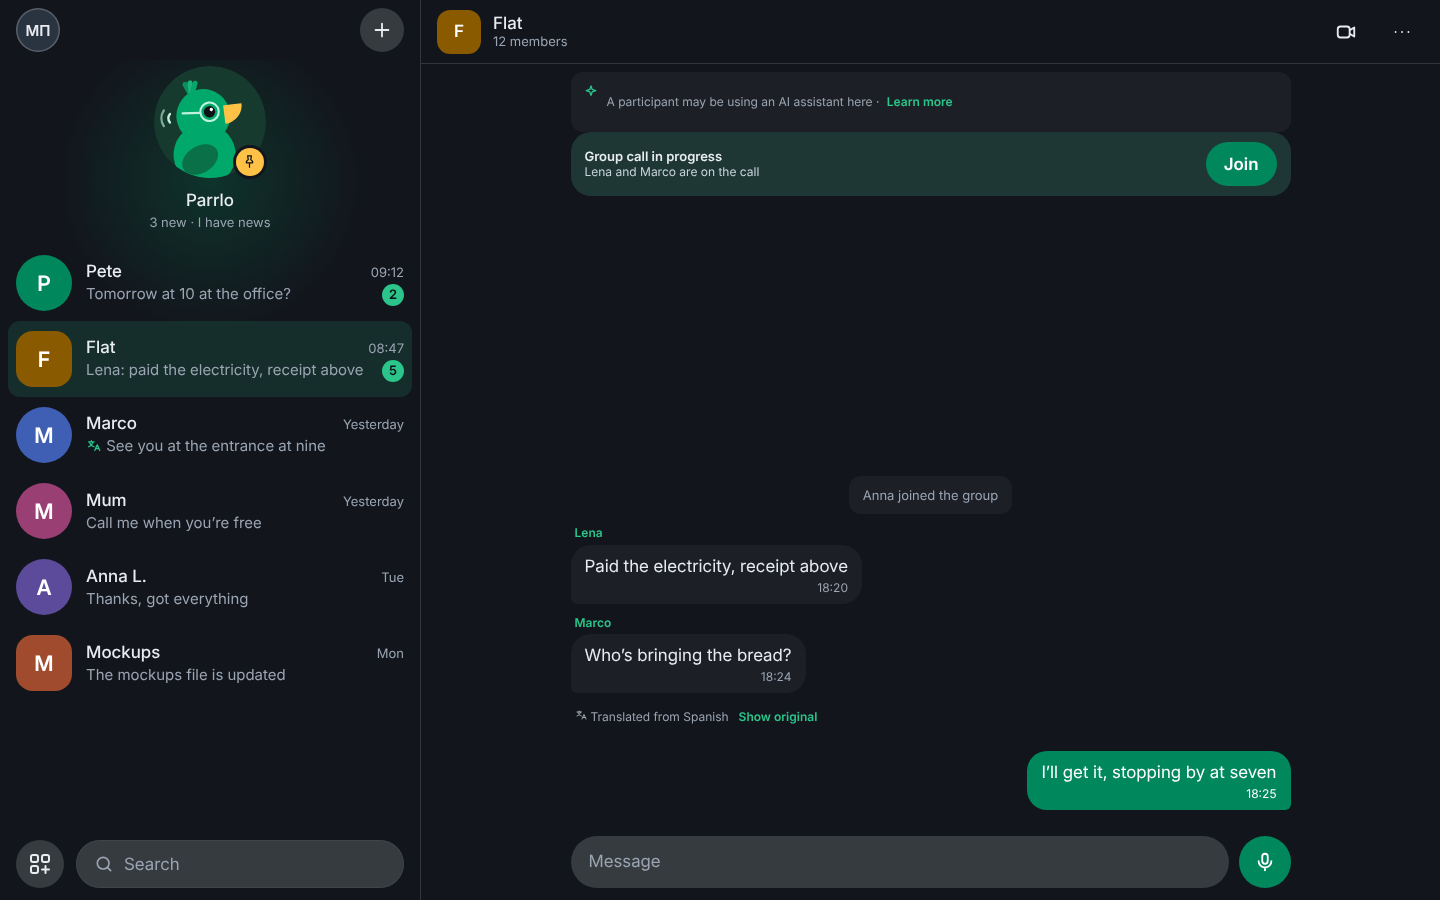 МП
Parrlo
3 new · I have news
P
Pete
09:12
Tomorrow at 10 at the office?
2
F
Flat
08:47
Lena: paid the electricity, receipt above
5
M
Marco
Yesterday
See you at the entrance at nine
M
Mum
Yesterday
Call me when you’re free
A
Anna L.
Tue
Thanks, got everything
M
Mockups
Mon
The mockups file is updated
Search
F
Flat
12 members
A participant may be using an AI assistant here · Learn more
Group call in progress
Lena and Marco are on the call
Join
Anna joined the group
Lena
Paid the electricity, receipt above
18:20
Marco
Who’s bringing the bread?
18:24
Translated from Spanish Show original
I’ll get it, stopping by at seven
18:25
Message